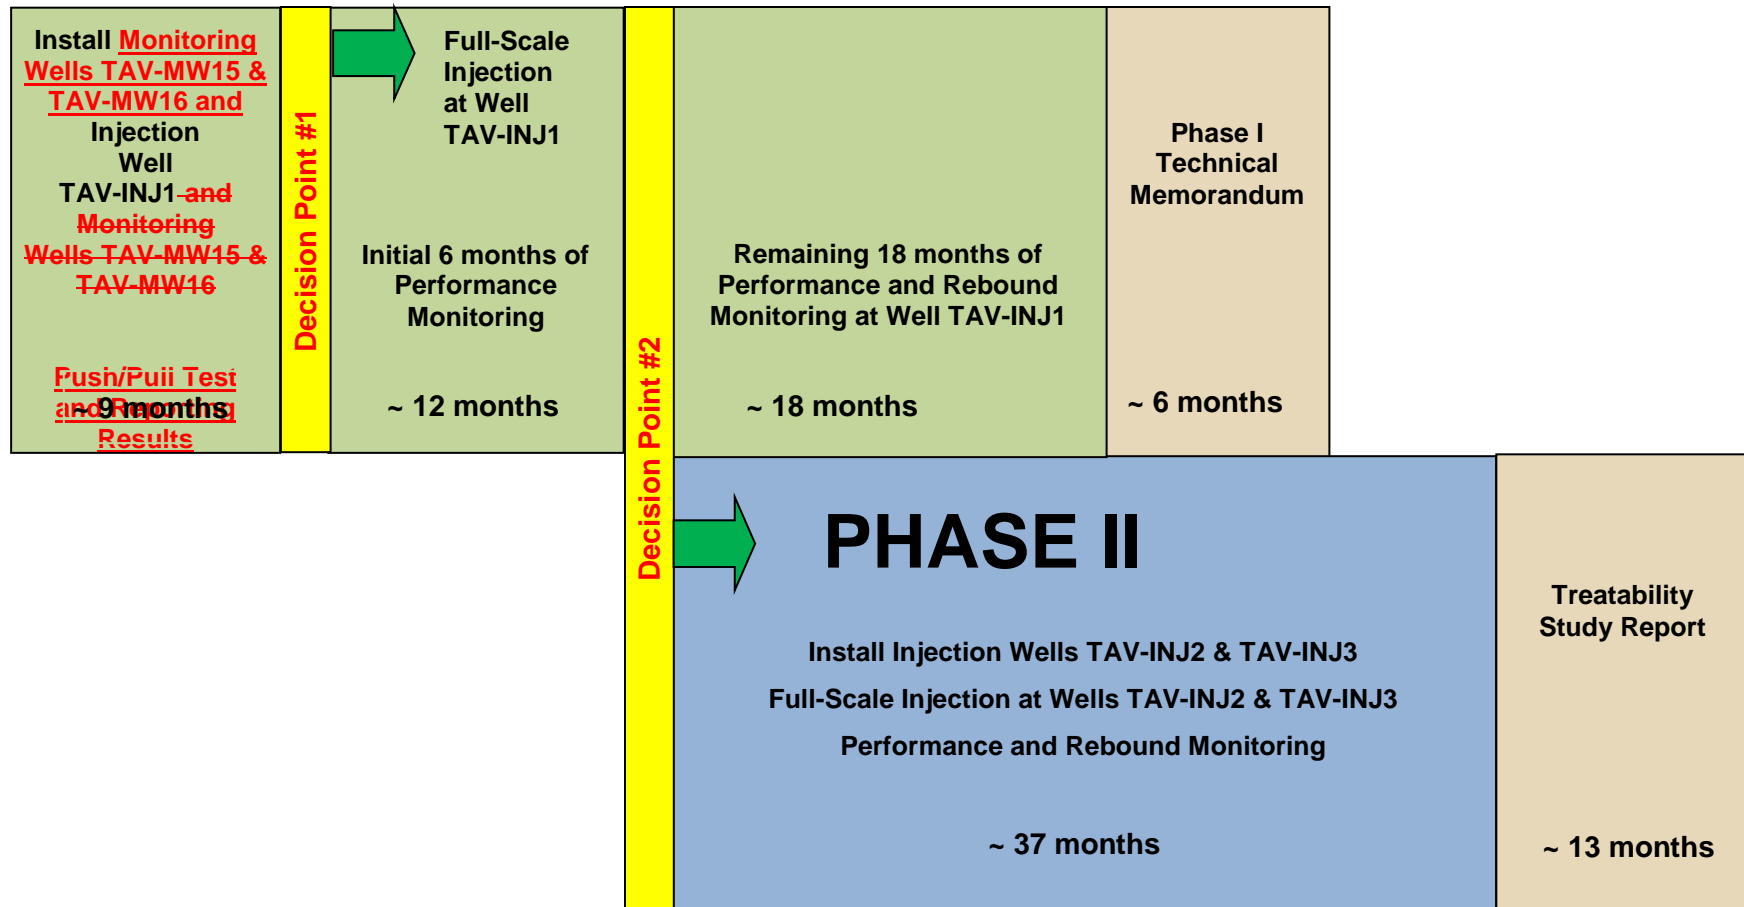 Install Monitoring
Wells TAV-MW15 &
TAV-MW16 and
Injection
Well
TAV-INJ1 and
Monitoring
Wells TAV-MW15 &
TAV-MW16
Push/Pull Test
and Reporting
~ 9 months
Results
Decision Point #1
Full-Scale
Injection
at Well
TAV-INJ1
Initial 6 months of
Performance
Monitoring
~ 12 months
Decision Point #2
Remaining 18 months of
Performance and Rebound
Monitoring at Well TAV-INJ1
~ 18 months
Phase I
Technical
Memorandum
~ 6 months
PHASE II
Install Injection Wells TAV-INJ2 & TAV-INJ3
Full-Scale Injection at Wells TAV-INJ2 & TAV-INJ3
Performance and Rebound Monitoring
~ 37 months
Treatability
Study Report
~ 13 months